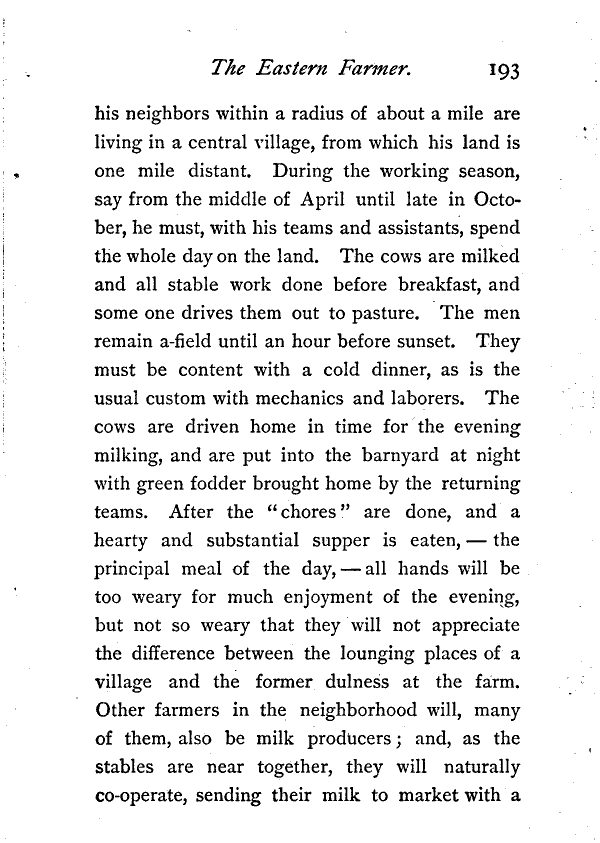 The Eastern Farmer. 193
his neighbors within a radius of about a mile are
living in a central village, from which his land is
one mile distant. During the working season,
say from the middle of April until late in Octo-
ber, he must, with his teams and assistants, spend
the whole day on the land. The cows are milked
and all stable work done before breakfast, and
some one drives them out to pasture. The men
remain a-field until an hour before sunset. They
must be content with a cold dinner, as is the
usual custom with mechanics and laborers. The
cows are driven home in time for the evening
milking, and are put into the barnyard at night
with green fodder brought home by the returning
teams. After the “chores” are done, and a
hearty and substantial supper is eaten, — the
principal meal of the day, — all hands will be
too weary for much enjoyment of the evening,
but not so weary that they will not appreciate
the difference between the lounging places of a
village and the former dulness at the farm.
Other farmers in the neighborhood will, many
of them, also be milk producers; and, as the
stables are near together, they will naturally
co-operate, sending their milk to market with a